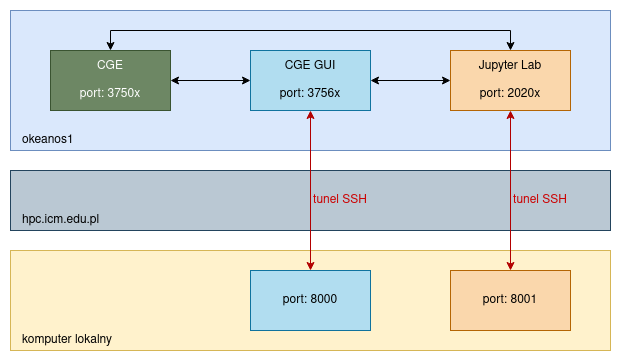 CGE
port: 3750x
CGE GUI
port: 3756x
Jupyter Lab
port: 2020x
okeanos1
tunel SSH
tunel SSH
hpc.icm.edu.pl
port: 8000
port: 8001
komputer lokalny